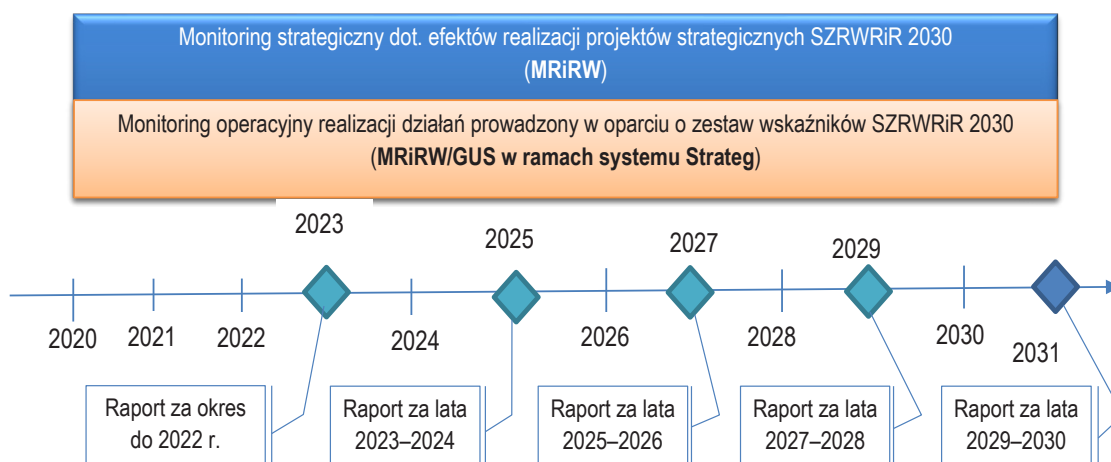 Monitoring strategiczny dot. efektów realizacji projektów strategicznych SZRWRiR 2030
(MRiRW)
Monitoring operacyjny realizacji działań prowadzony w oparciu o zestaw wskaźników SZRWRiR 2030
(MRiRW/GUS w ramach systemu Strateg)
2023
2025
2027
2029
2020
2021
2022
2024
2026
2028
2030
2031
Raport za okres
do 2022 r.
Raport za lata
2023–2024
Raport za lata
2025–2026
Raport za lata
2027–2028
Raport za lata
2029–2030